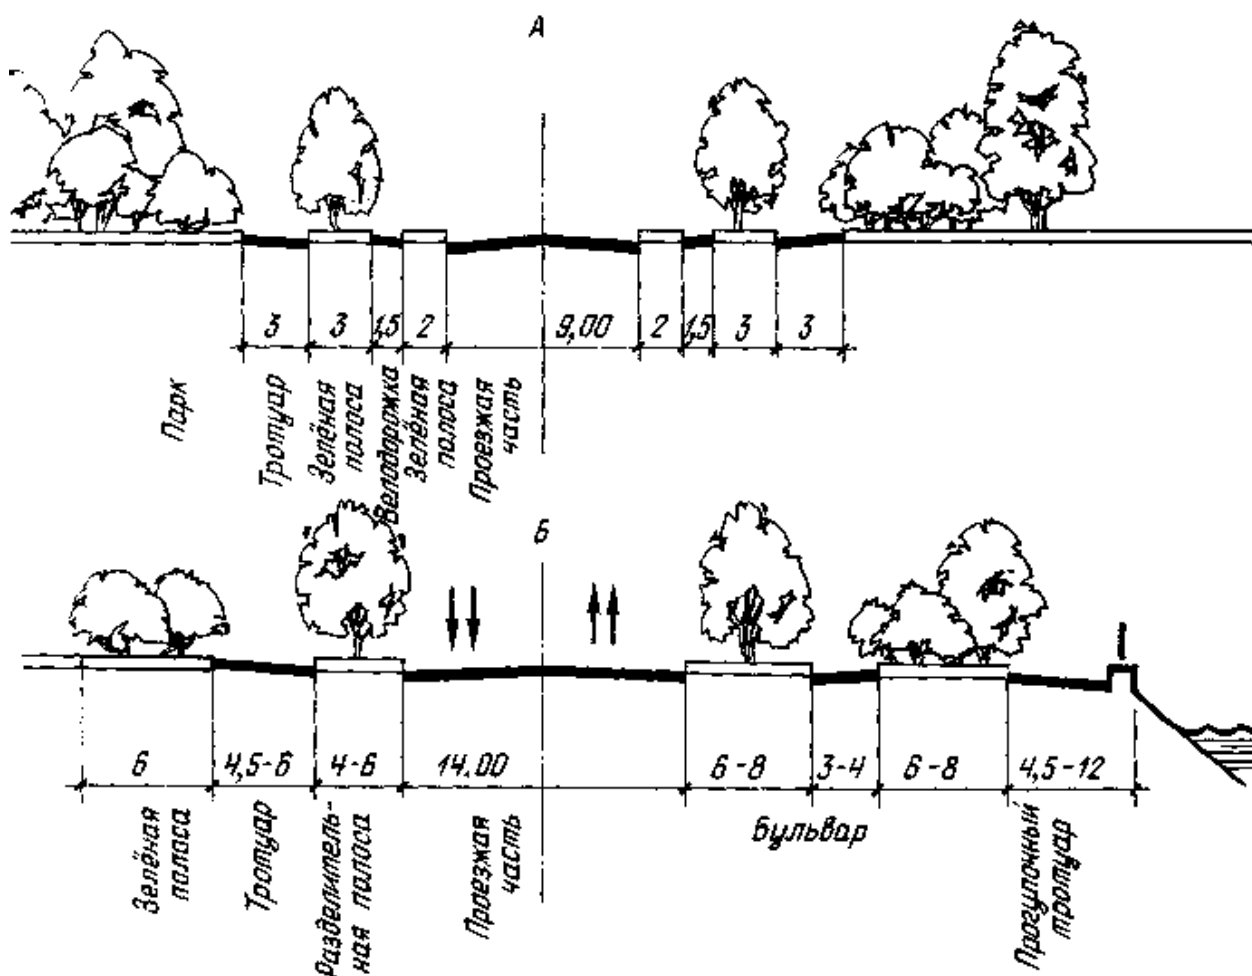 А
3 3 1,5 2 9,00 2 1,5 3 3
Парк
Тротуар
Зелёная
полоса
Велодорожка
Зелёная
полоса
Проезжая
часть
Б
6 4,5-6 4-6 14.00 6-8 3-4 6-8 4,5-12
Зелёная
полоса
Тротуар
Разделитель-
ная полоса
Проезжая
часть
Бульвар
Прогулочный
тротуар